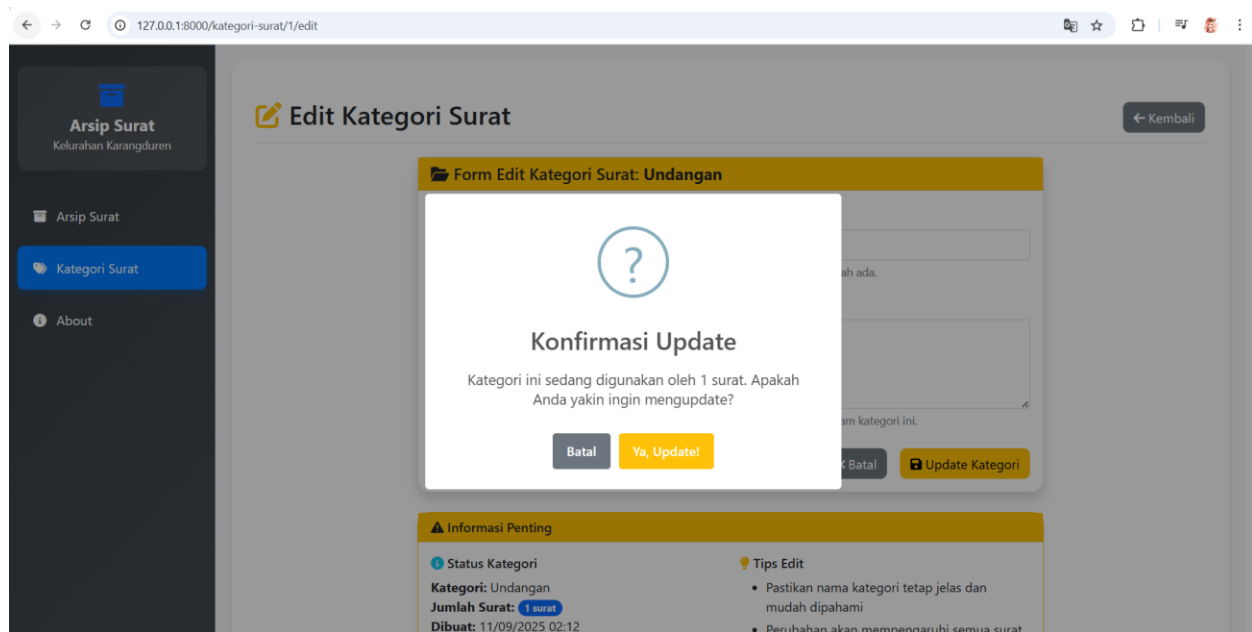 127.0.0.1:8000/kategori-surat/1/edit
Arsip Surat
Kelurahan Karangduren
Arsip Surat
Kategori Surat
About
Edit Kategori Surat
Kembali
Form Edit Kategori Surat: Undangan
ah ada.
?
Konfirmasi Update
Kategori ini sedang digunakan oleh 1 surat. Apakah
Anda yakin ingin mengupdate?
Batal
Ya, Update!
am kategori ini.
Batal
Update Kategori
Informasi Penting
Status Kategori
Kategori: Undangan
Jumlah Surat: 1 surat
Dibuat: 11/09/2025 02:12
Tips Edit
• Pastikan nama kategori tetap jelas dan
mudah dipahami
• Perubahan akan mempengaruhi semua surat